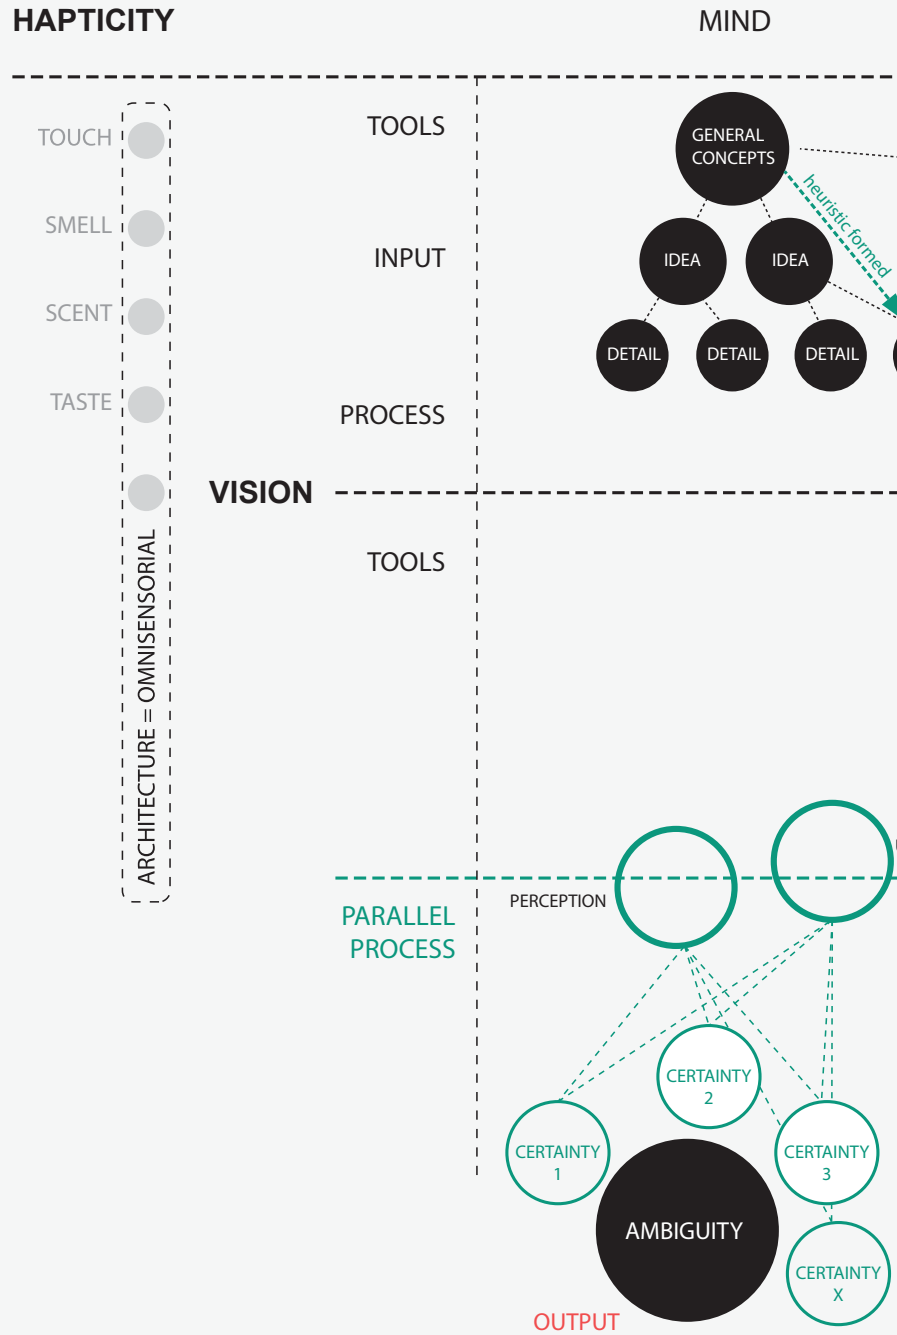 HAPTICITY
MIND
TOUCH
SMELL
SCENT
TASTE
ARCHITECTURE = OMNISENSORIAL
TOOLS
INPUT
PROCESS
VISION
TOOLS
GENERAL
CONCEPTS
heuristic formed
IDEA
IDEA
DETAIL
DETAIL
DETAIL
PERCEPTION
PARALLEL
PROCESS
CERTAINTY
2
CERTAINTY
1
CERTAINTY
3
AMBIGUITY
CERTAINTY
X
OUTPUT